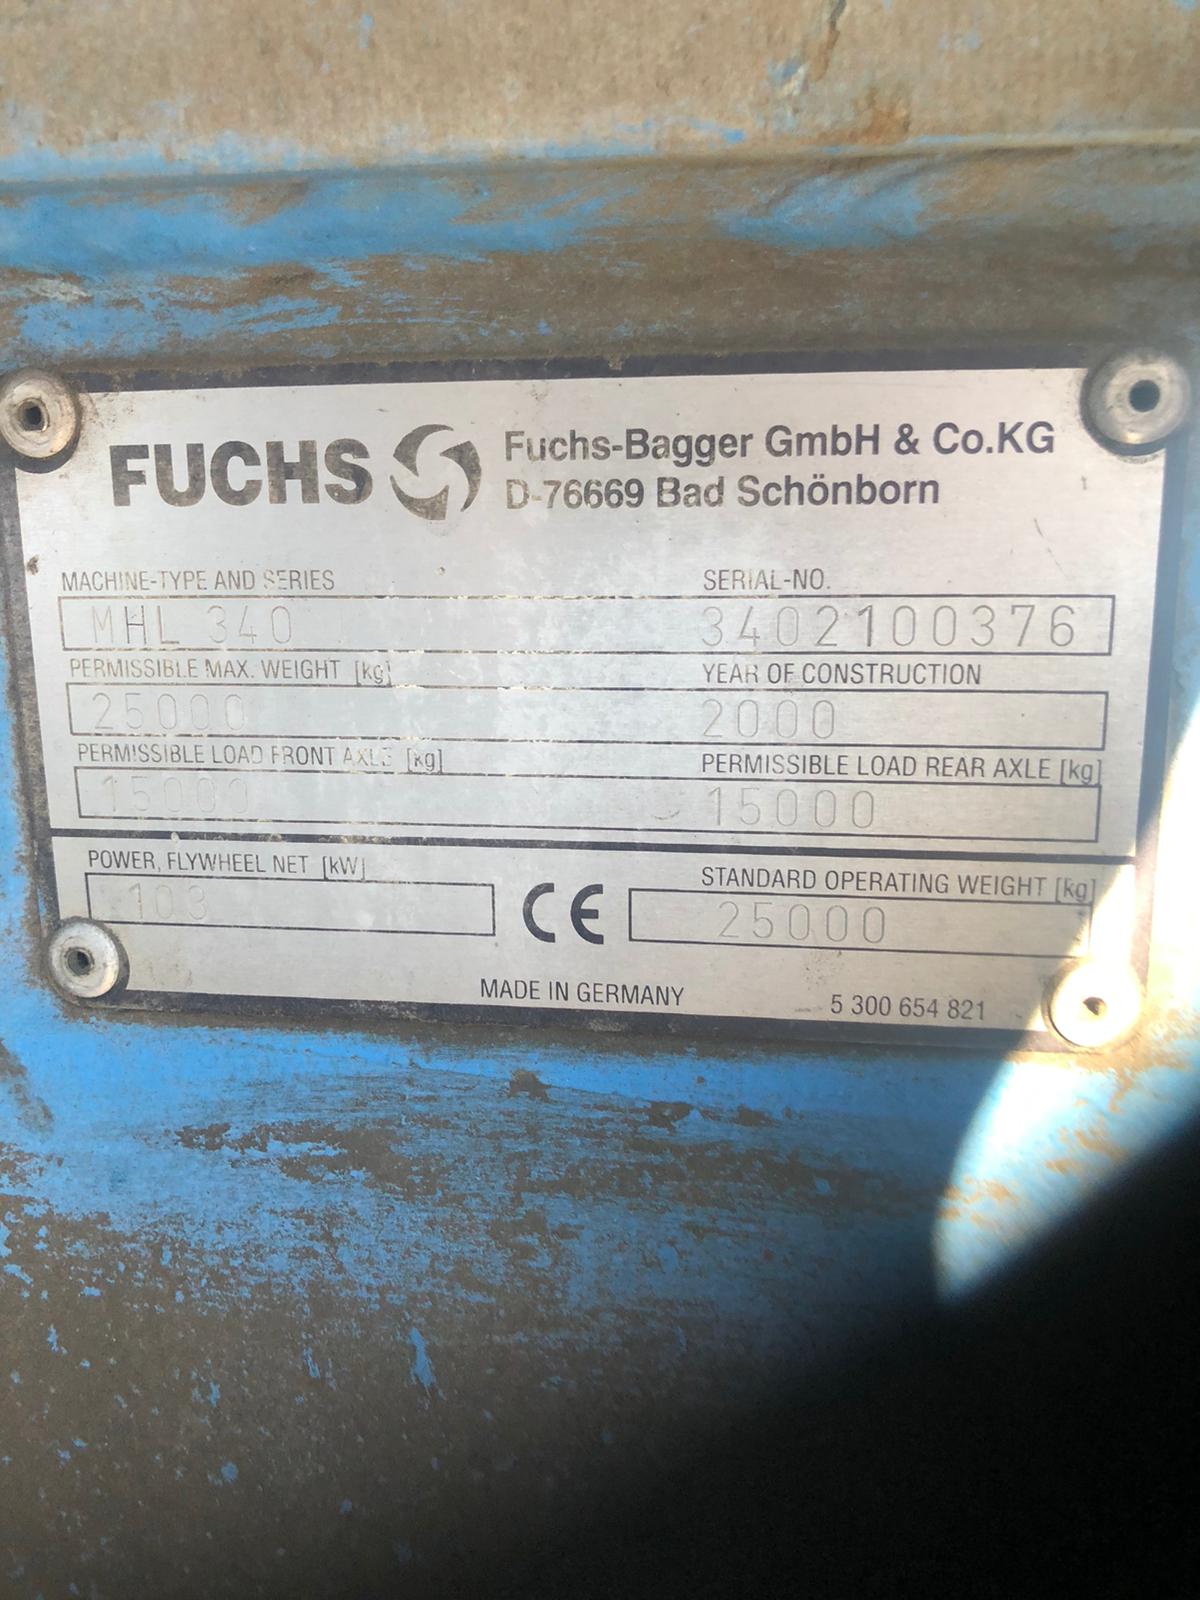 FUCHS Fuchs-Bagger GmbH & Co.KG
D-76669 Bad Schönborn
MACHINE-TYPE AND SERIES SERIAL-NO.
MHL 340 3402100376
PERMISSIBLE MAX. WEIGHT [kg] YEAR OF CONSTRUCTION
25000 2000
PERMISSIBLE LOAD FRONT AXLE [kg] PERMISSIBLE LOAD REAR AXLE [kg]
15000 15000
POWER, FLYWHEEL NET [kW] STANDARD OPERATING WEIGHT [kg]
103 CE 25000
MADE IN GERMANY 5 300 654 821